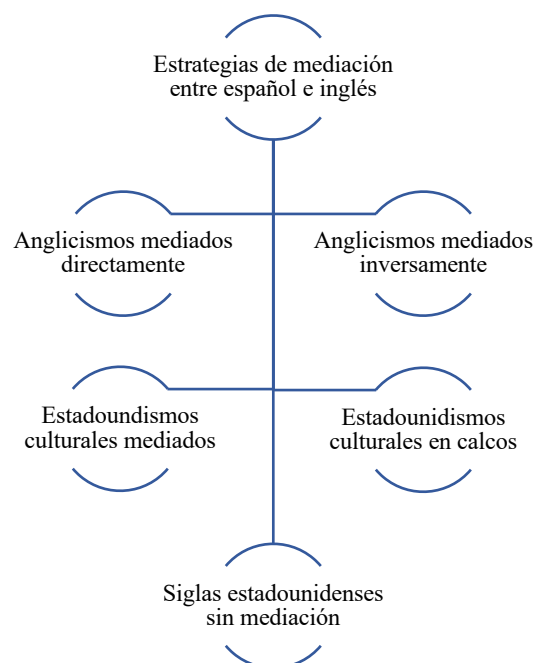 Estrategias de mediación
entre español e inglés
Anglicismos mediados
directamente
Anglicismos mediados
inversamente
Estadoundismos
culturales mediados
Estadounidismos
culturales en calcos
Siglas estadounidenses
sin mediación